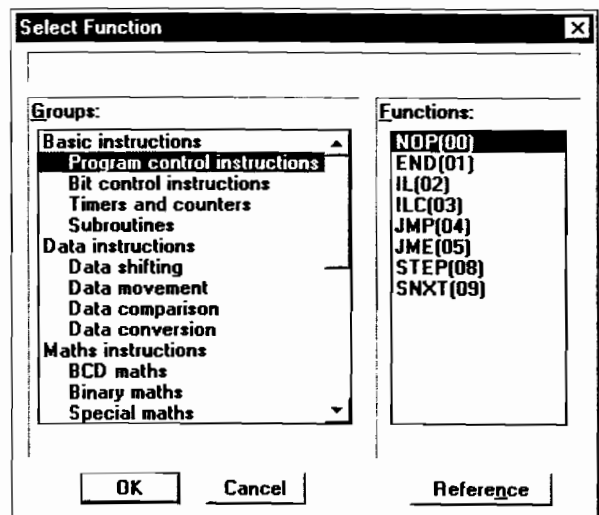 Select Function
Groups:
Basic instructions
Program control instructions
Bit control instructions
Timers and counters
Subroutines
Data instructions
Data shifting
Data movement
Data comparison
Data conversion
Maths instructions
BCD maths
Binary maths
Special maths
Functions:
NOP(00)
END(01)
IL(02)
ILC(03)
JMP(04)
JME(05)
STEP(08)
SNXT(09)
OK
Cancel
Reference